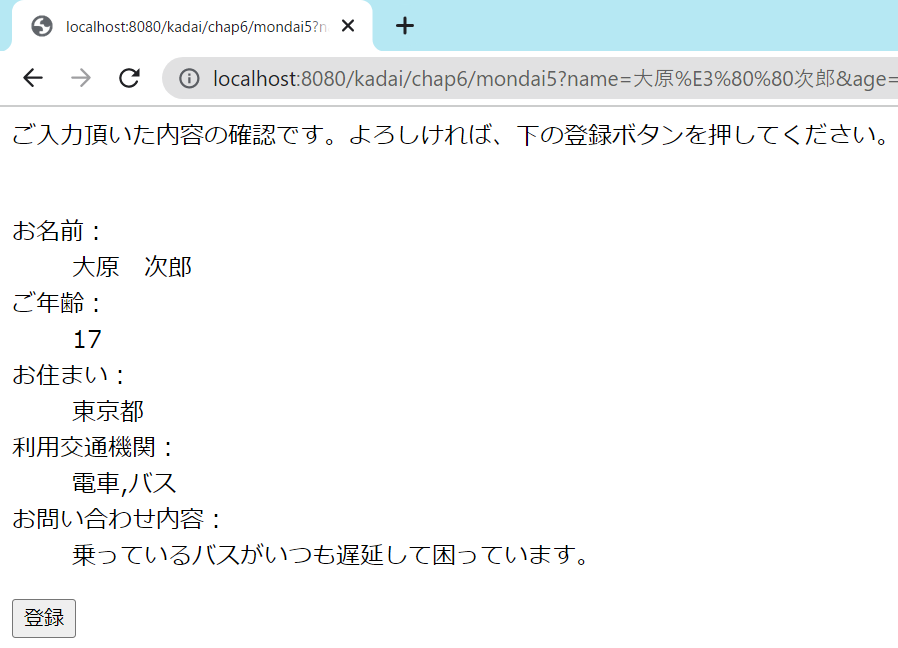 localhost:8080/kadai/chap6/mondai5?n
localhost:8080/kadai/chap6/mondai5?name=大原%E3%80%80次郎&age=
ご入力頂いた内容の確認です。よろしければ、下の登録ボタンを押してください。
お名前：
大原　次郎
ご年齢：
17
お住まい：
東京都
利用交通機関：
電車,バス
お問い合わせ内容：
乗っているバスがいつも遅延して困っています。
登録